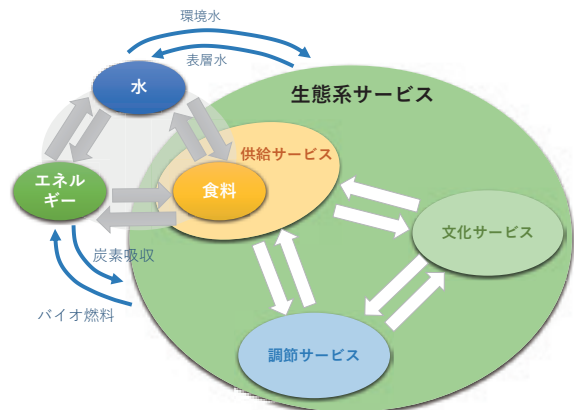 環境水
表層水
水
生態系サービス
供給サービス
エネル
ギー
食料
文化サービス
炭素吸収
バイオ燃料
調節サービス